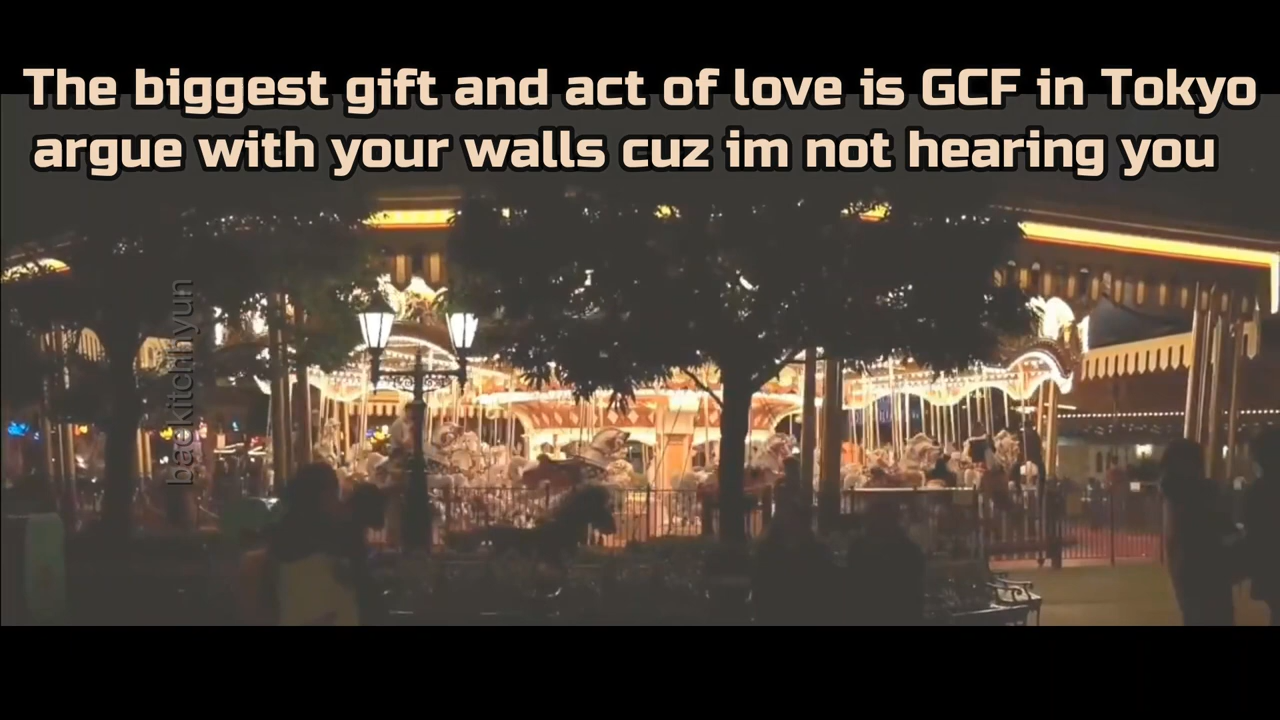 The biggest gift and act of love is GCF in Tokyo
argue with your walls cuz im not hearing you
baekitchhyun